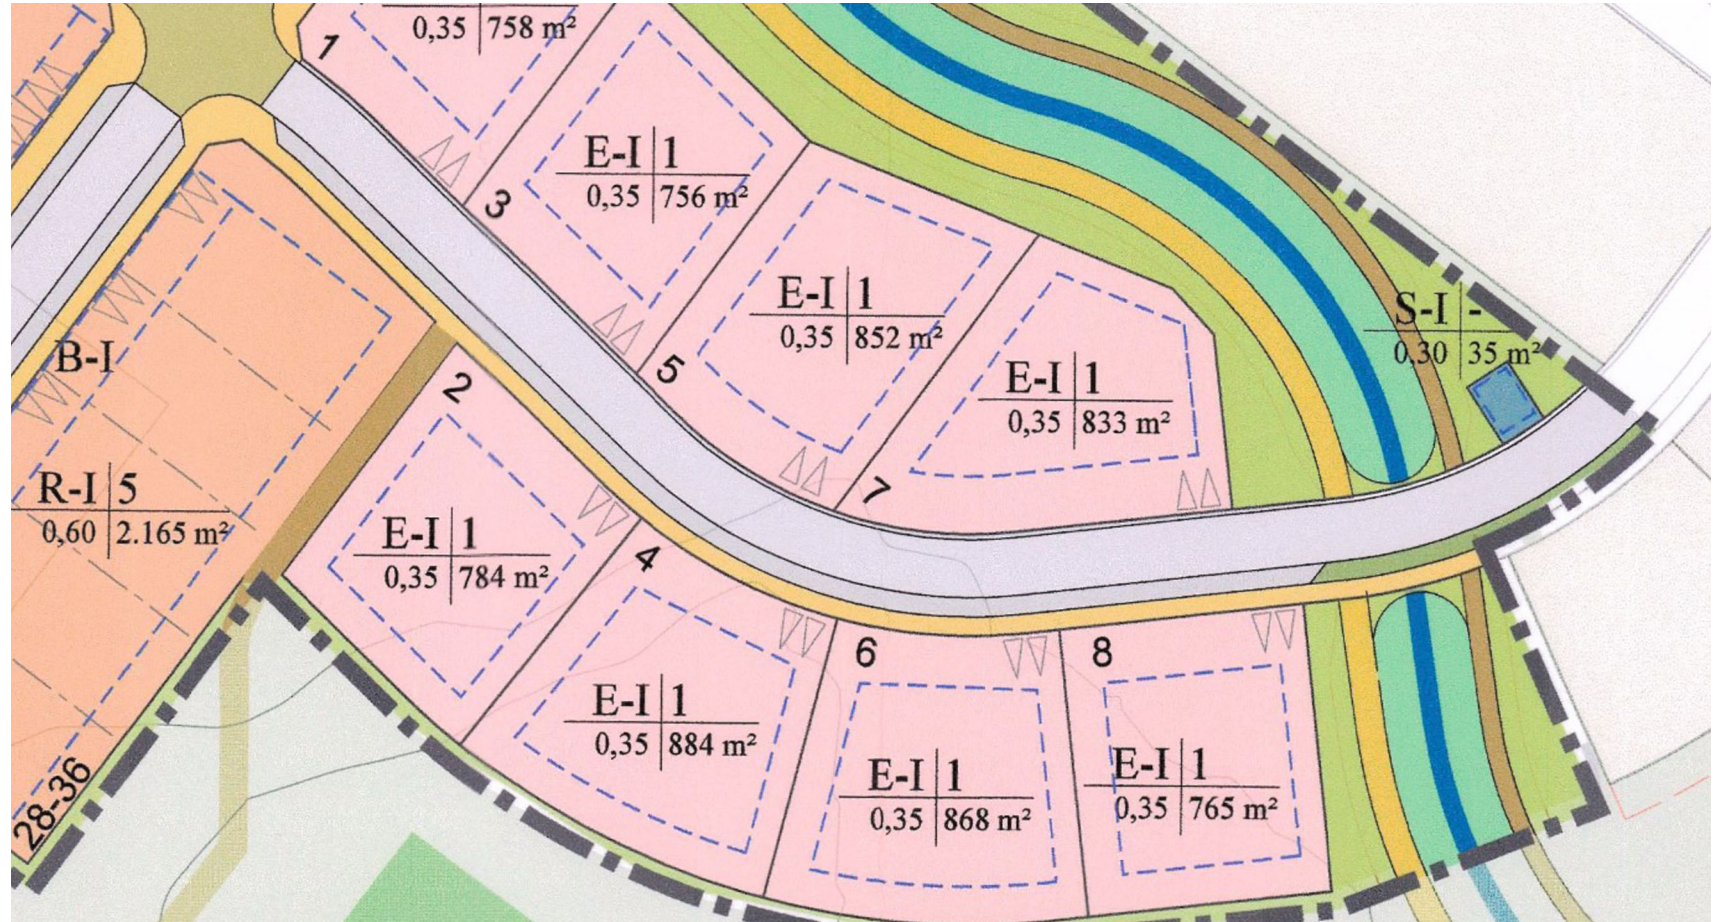 0,35 758 m²
1
E-I 1
0,35 756 m²
3
E-I 1
0,35 852 m²
S-I -
0,30 35 m²
B-I
5
E-I 1
0,35 833 m²
2
R-I 5
0,60 2.165 m²
7
E-I 1
0,35 784 m²
4
6
8
E-I 1
0,35 884 m²
E-I 1
0,35 868 m²
E-I 1
0,35 765 m²
28-36